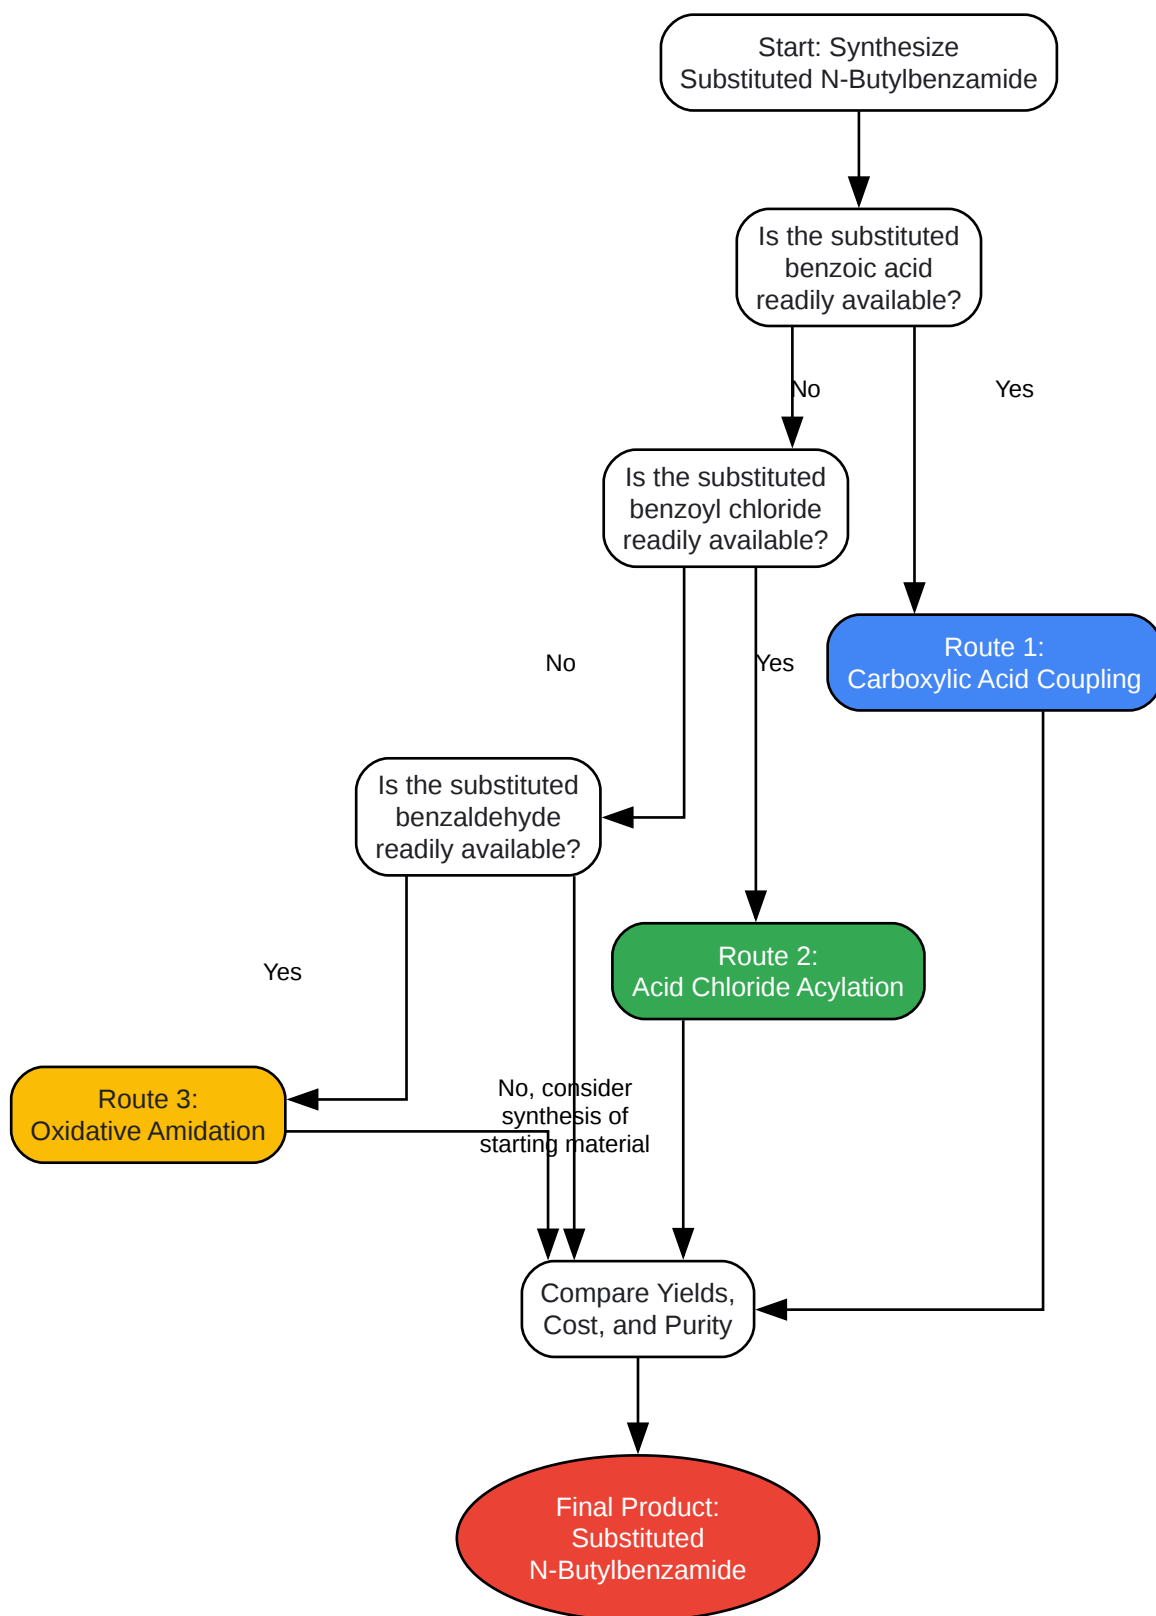 Start: Synthesize
Substituted N-Butylbenzamide
Is the substituted
benzoic acid
readily available?
No
Yes
Is the substituted
benzoyl chloride
readily available?
No
Yes
Route 1:
Carboxylic Acid Coupling
Is the substituted
benzaldehyde
readily available?
Yes
Route 2:
Acid Chloride Acylation
No, consider
synthesis of
starting material
Route 3:
Oxidative Amidation
Compare Yields,
Cost, and Purity
Final Product:
Substituted
N-Butylbenzamide